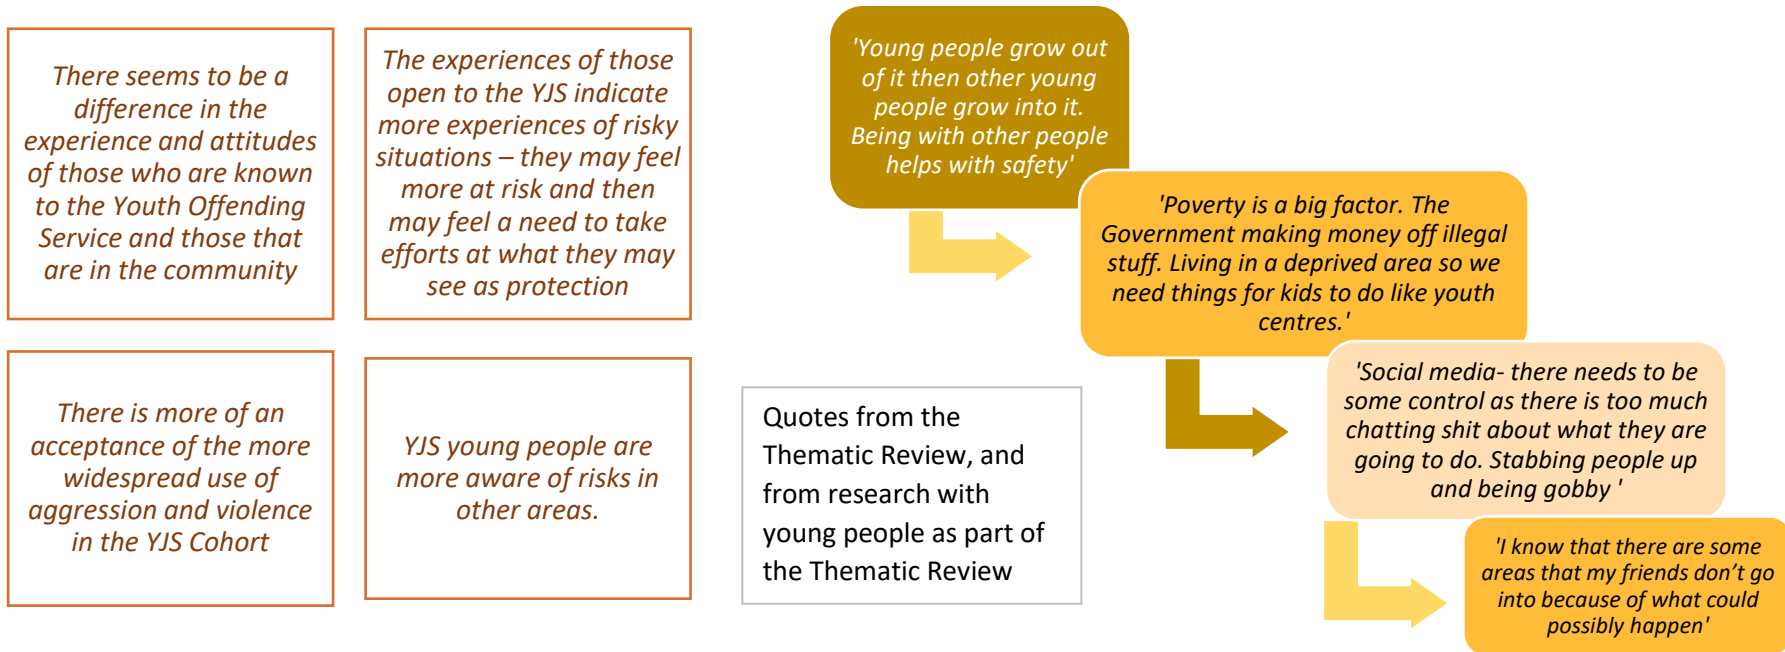 There seems to be a
difference in the
experience and attitudes
of those who are known
to the Youth Offending
Service and those that
are in the community
The experiences of those
open to the YJS indicate
more experiences of risky
situations – they may feel
more at risk and then
may feel a need to take
efforts at what they may
see as protection
There is more of an
acceptance of the more
widespread use of
aggression and violence
in the YJS Cohort
YJS young people are
more aware of risks in
other areas.
Quotes from the
Thematic Review, and
from research with
young people as part of
the Thematic Review
'Young people grow out
of it then other young
people grow into it.
Being with other people
helps with safety'
'Poverty is a big factor. The
Government making money off illegal
stuff. Living in a deprived area so we
need things for kids to do like youth
centres.'
'Social media- there needs to be
some control as there is too much
chatting shit about what they are
going to do. Stabbing people up
and being gobby '
'I know that there are some
areas that my friends don’t go
into because of what could
possibly happen'